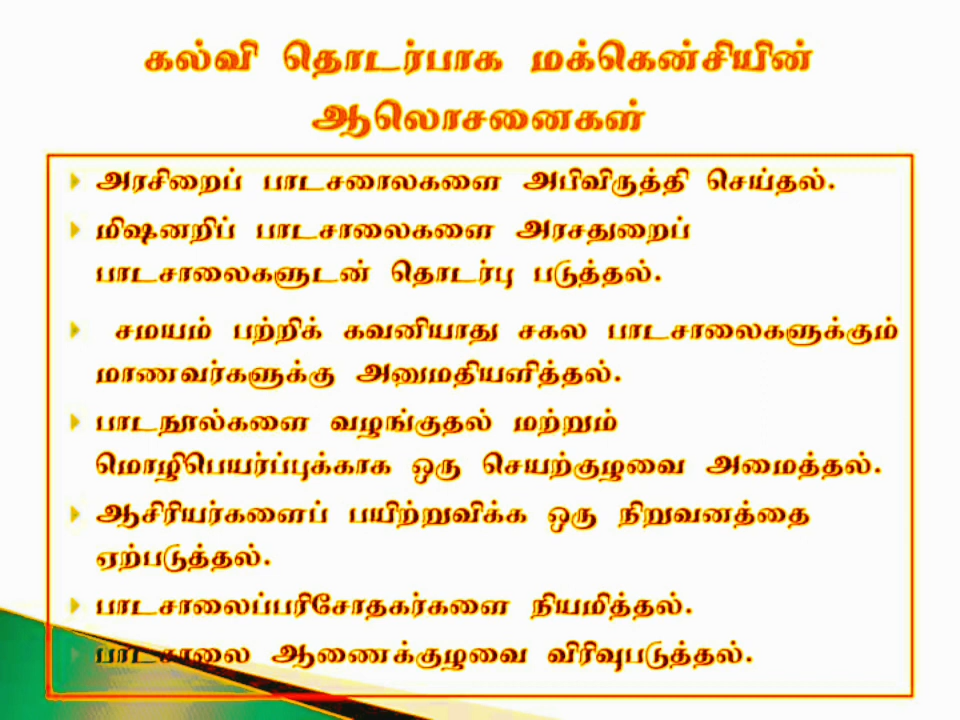 கல்வி தொடர்பாக மக்கென்சியின்
ஆலொசனைகள்
அரசிறைப் பாடசாலைகளை அபிவிருத்தி செய்தல்.
மிஷனறிப் பாடசாலைகளை அரசதுறைப்
பாடசாலைகளுடன் தொடர்பு படுத்தல்.
சமயம் பற்றிக் கவனியாது சகல பாடசாலைகளுக்கும்
மாணவர்களுக்கு அனுமதியளித்தல்.
பாடநூல்களை வழங்குதல் மற்றும்
மொழிபெயர்ப்புக்காக ஒரு செயற்குழுவை அமைத்தல்.
ஆசிரியர்களைப் பயிற்றுவிக்க ஒரு நிறுவனத்தை
ஏற்படுத்தல்.
பாடசாலைப்பரிசோதகர்களை நியமித்தல்.
பாடசாலை ஆணைக்குழுவை விரிவுபடுத்தல்.